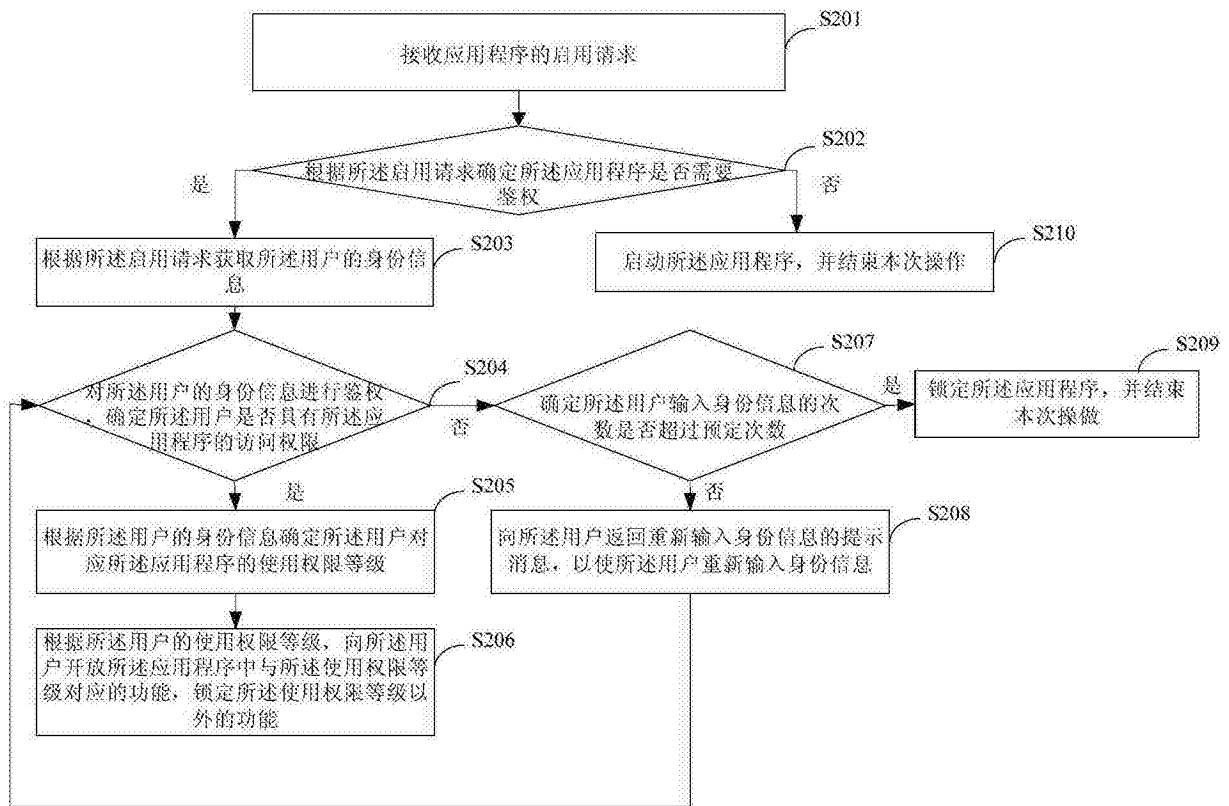 S201
接收应用程序的启用请求
S202
根据所述启用请求确定所述应用程序是否需要
鉴权
是
否
S203
根据所述启用请求获取所述用户的身份信
息
S210
启动所述应用程序，并结束本次操作
S204
对所述用户的身份信息进行鉴权
，确定所述用户是否具有所述应
用程序的访问权限
否
是
S207
确定所述用户输入身份信息的次
数是否超过预定次数
是
否
S209
锁定所述应用程序，并结束
本次操做
S205
根据所述用户的身份信息确定所述用户对
应所述应用程序的使用权限等级
S208
向所述用户返回重新输入身份信息的提示
消息，以使所述用户重新输入身份信息
S206
根据所述用户的使用权限等级，向所述用
户开放所述应用程序中与所述使用权限等
级对应的功能，锁定所述使用权限等级以
外的功能